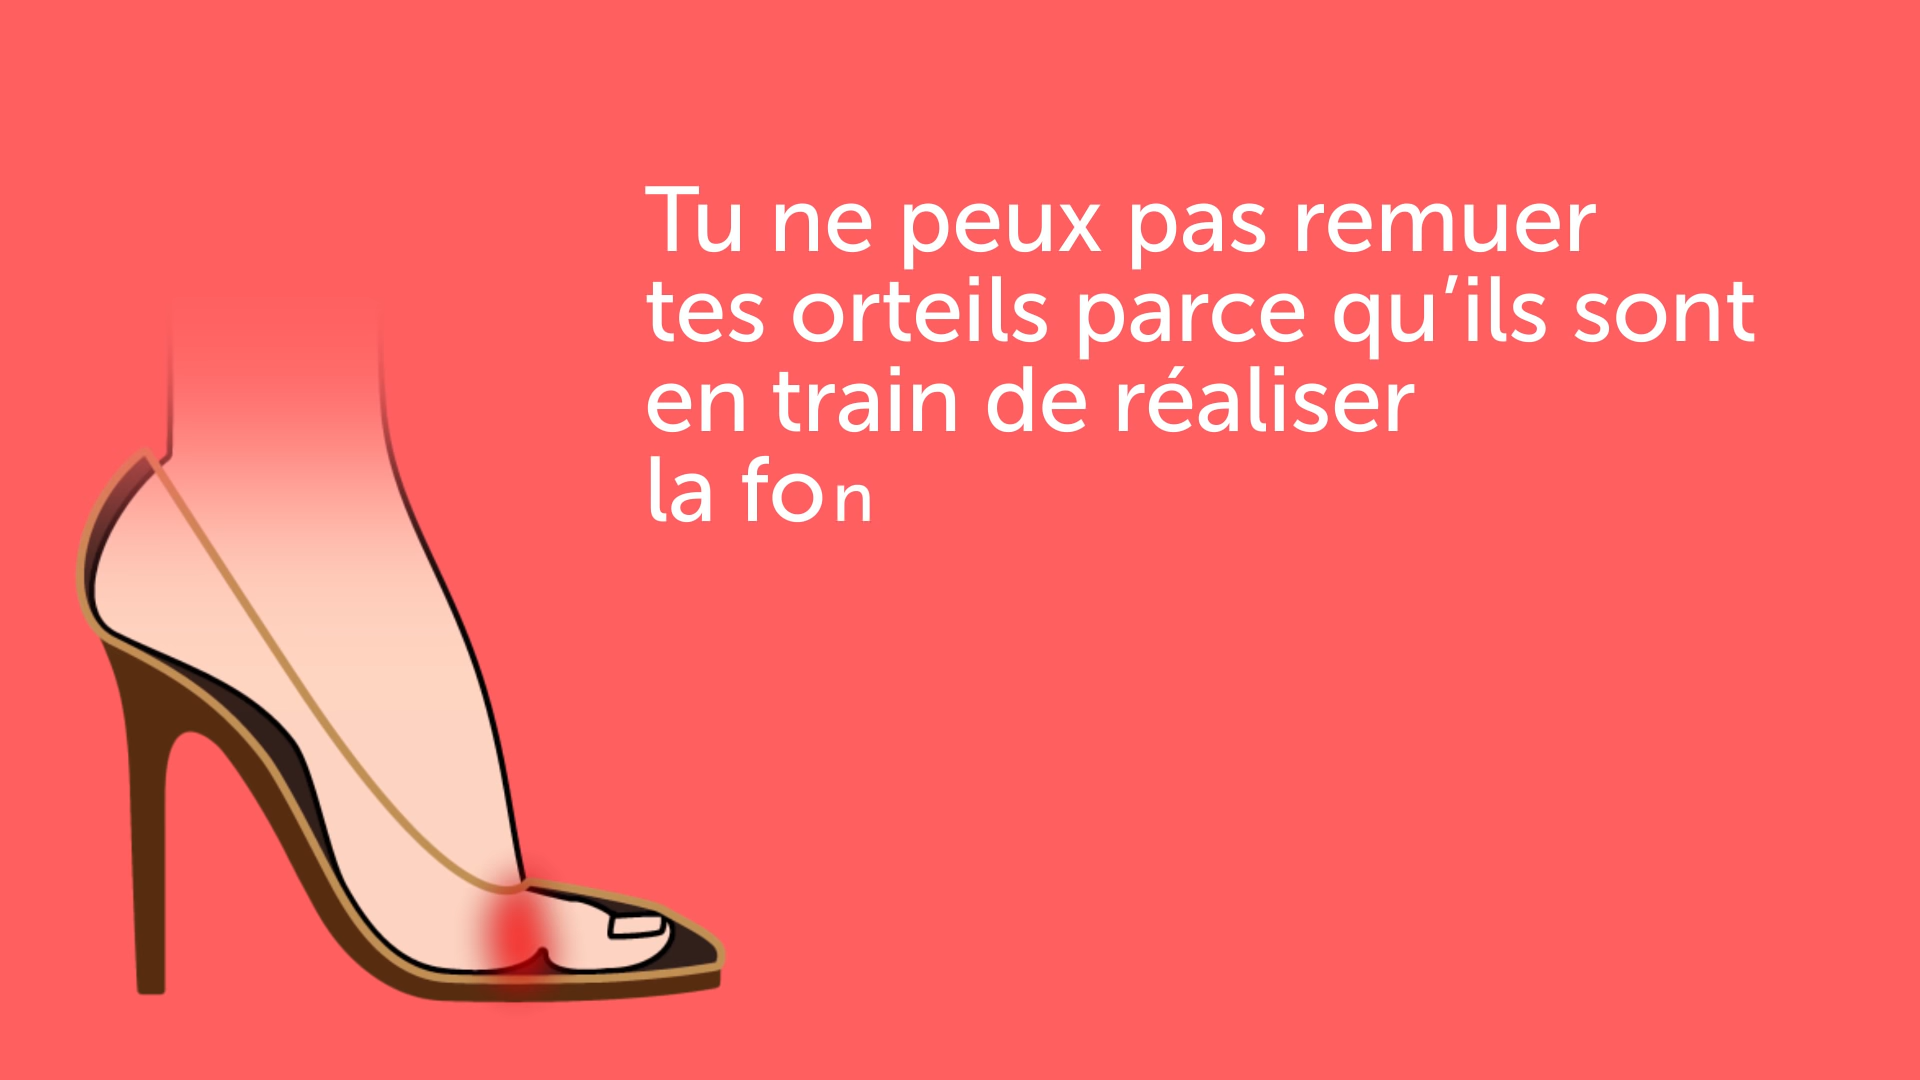 Tu ne peux pas remuer
tes orteils parce qu’ils sont
en train de réaliser
la fon